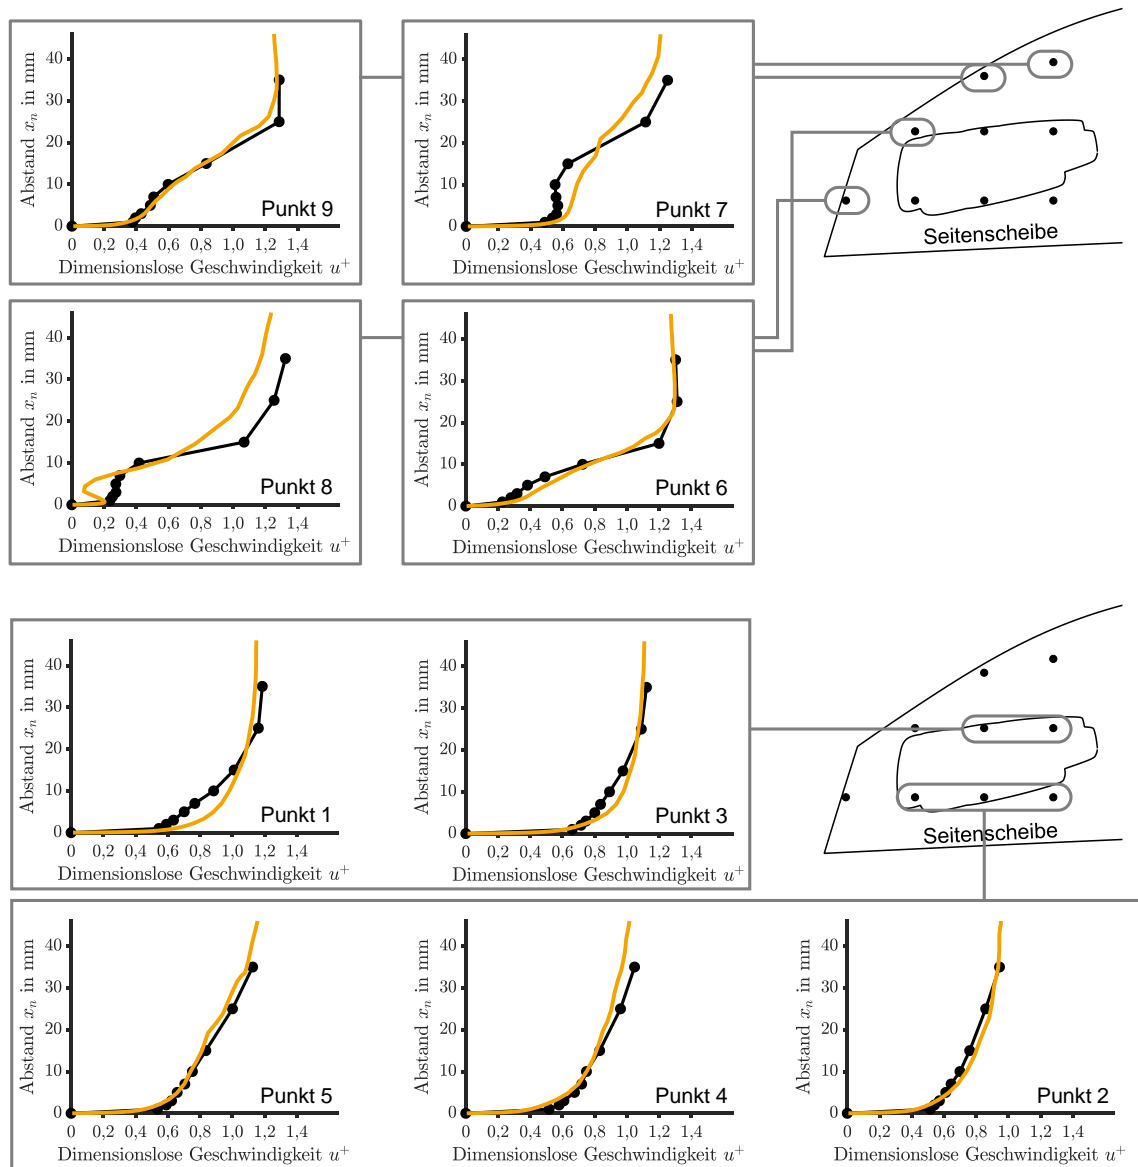 40
30
20
10
0
Abstand xₙ in mm
Punkt 9
0 0,2 0,4 0,6 0,8 1,0 1,2 1,4
Dimensionslose Geschwindigkeit u⁺
40
30
20
10
0
Abstand xₙ in mm
Punkt 7
0 0,2 0,4 0,6 0,8 1,0 1,2 1,4
Dimensionslose Geschwindigkeit u⁺
Seitenscheibe
40
30
20
10
0
Abstand xₙ in mm
Punkt 8
0 0,2 0,4 0,6 0,8 1,0 1,2 1,4
Dimensionslose Geschwindigkeit u⁺
40
30
20
10
0
Abstand xₙ in mm
Punkt 6
0 0,2 0,4 0,6 0,8 1,0 1,2 1,4
Dimensionslose Geschwindigkeit u⁺
40
30
20
10
0
Abstand xₙ in mm
Punkt 1
0 0,2 0,4 0,6 0,8 1,0 1,2 1,4
Dimensionslose Geschwindigkeit u⁺
40
30
20
10
0
Abstand xₙ in mm
Punkt 3
0 0,2 0,4 0,6 0,8 1,0 1,2 1,4
Dimensionslose Geschwindigkeit u⁺
Seitenscheibe
40
30
20
10
0
Abstand xₙ in mm
Punkt 5
0 0,2 0,4 0,6 0,8 1,0 1,2 1,4
Dimensionslose Geschwindigkeit u⁺
40
30
20
10
0
Abstand xₙ in mm
Punkt 4
0 0,2 0,4 0,6 0,8 1,0 1,2 1,4
Dimensionslose Geschwindigkeit u⁺
40
30
20
10
0
Abstand xₙ in mm
Punkt 2
0 0,2 0,4 0,6 0,8 1,0 1,2 1,4
Dimensionslose Geschwindigkeit u⁺